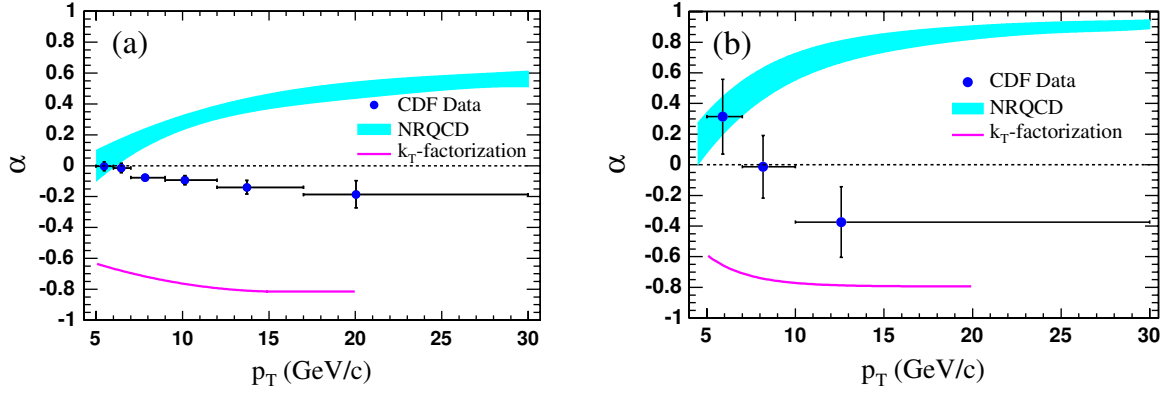 (a)
α
1
0.8
0.6
0.4
0.2
0
-0.2
-0.4
-0.6
-0.8
-1
CDF Data
NRQCD
k_T-factorization
5 10 15 20 25 30
p_T (GeV/c)
(b)
α
1
0.8
0.6
0.4
0.2
0
-0.2
-0.4
-0.6
-0.8
-1
CDF Data
NRQCD
k_T-factorization
5 10 15 20 25 30
p_T (GeV/c)